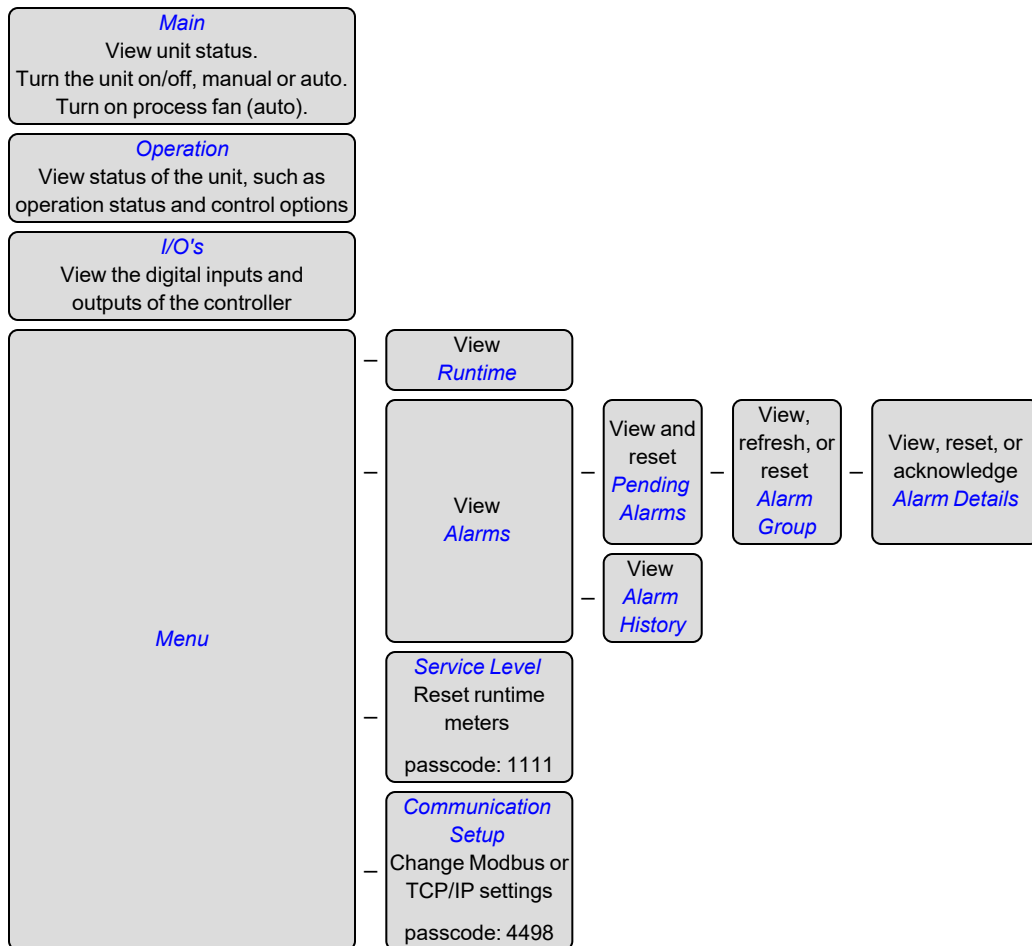 Main
View unit status.
Turn the unit on/off, manual or auto.
Turn on process fan (auto).
Operation
View status of the unit, such as
operation status and control options
I/O's
View the digital inputs and
outputs of the controller
Menu
–
View
Runtime
–
View
Alarms
–
View and
reset
Pending
Alarms
–
View,
refresh, or
reset
Alarm
Group
–
View, reset, or
acknowledge
Alarm Details
–
View
Alarm
History
–
Service Level
Reset runtime
meters
passcode: 1111
–
Communication
Setup
Change Modbus or
TCP/IP settings
passcode: 4498